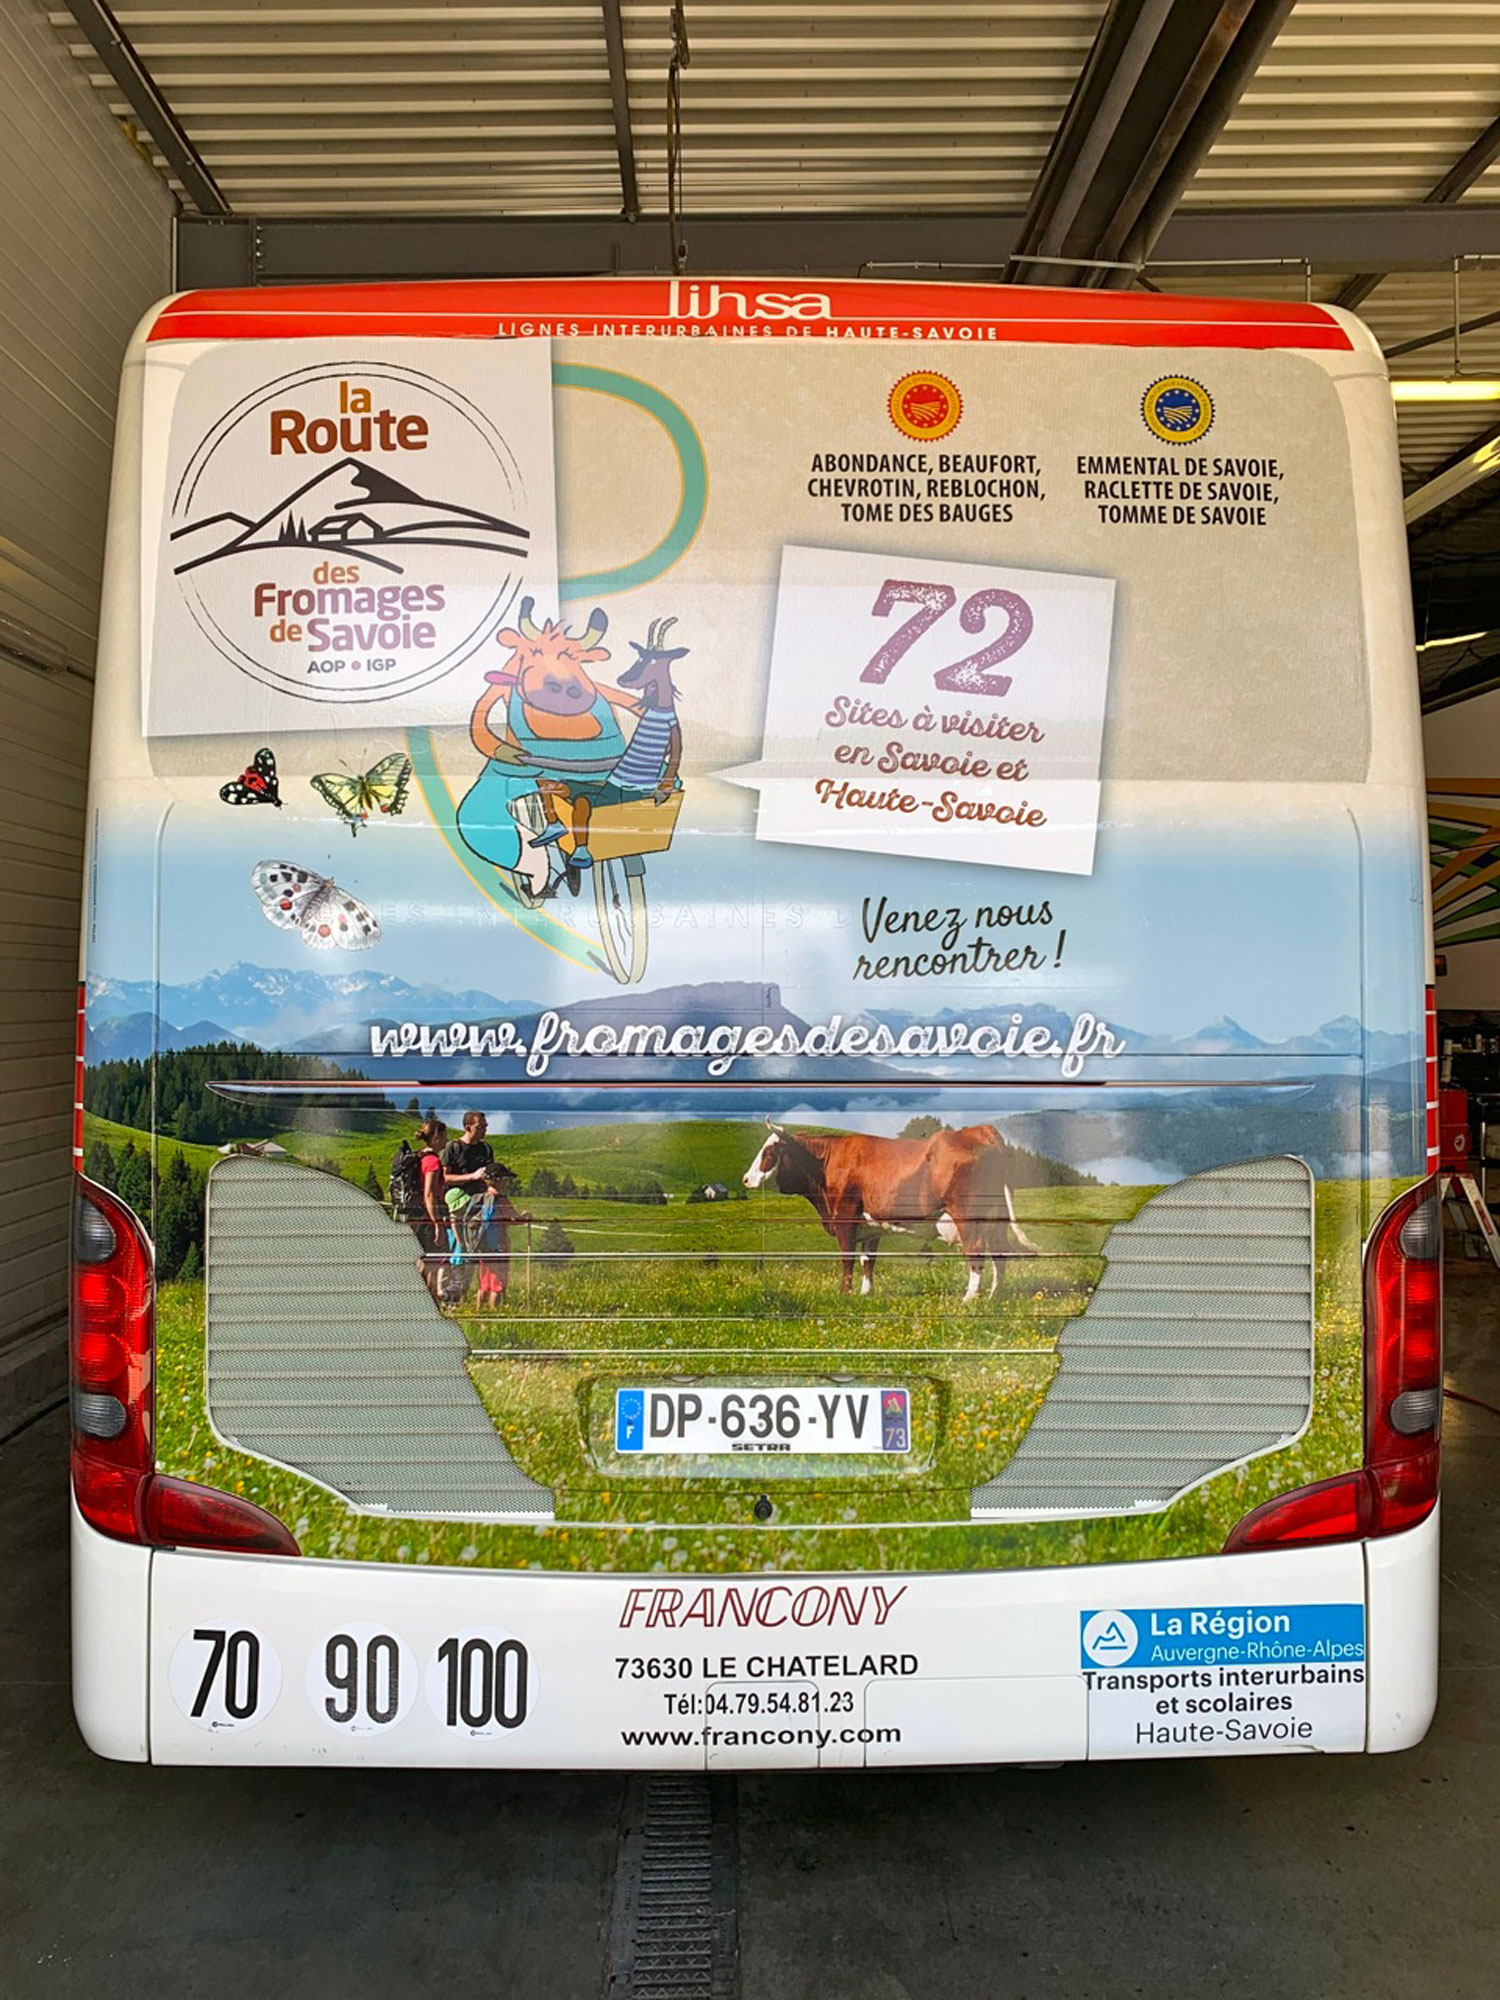 lihsa
LIGNES INTERURBAINES DE HAUTE-SAVOIE
la
Route
des
Fromages
de Savoie
AOP • IGP
ABONDANCE, BEAUFORT,
CHEVROTIN, REBLOCHON,
TOME DES BAUGES
EMMENTAL DE SAVOIE,
RACLETTE DE SAVOIE,
TOMME DE SAVOIE
72
Sites à visiter
en Savoie et
Haute-Savoie
Venez nous
rencontrer !
www.fromagesdesavoie.fr
F
DP-636-YV
73
SETRA
FRANCONY
73630 LE CHATELARD
Tél:04.79.54.81.23
www.francony.com
70
90
100
La Région
Auvergne-Rhône-Alpes
Transports interurbains
et scolaires
Haute-Savoie